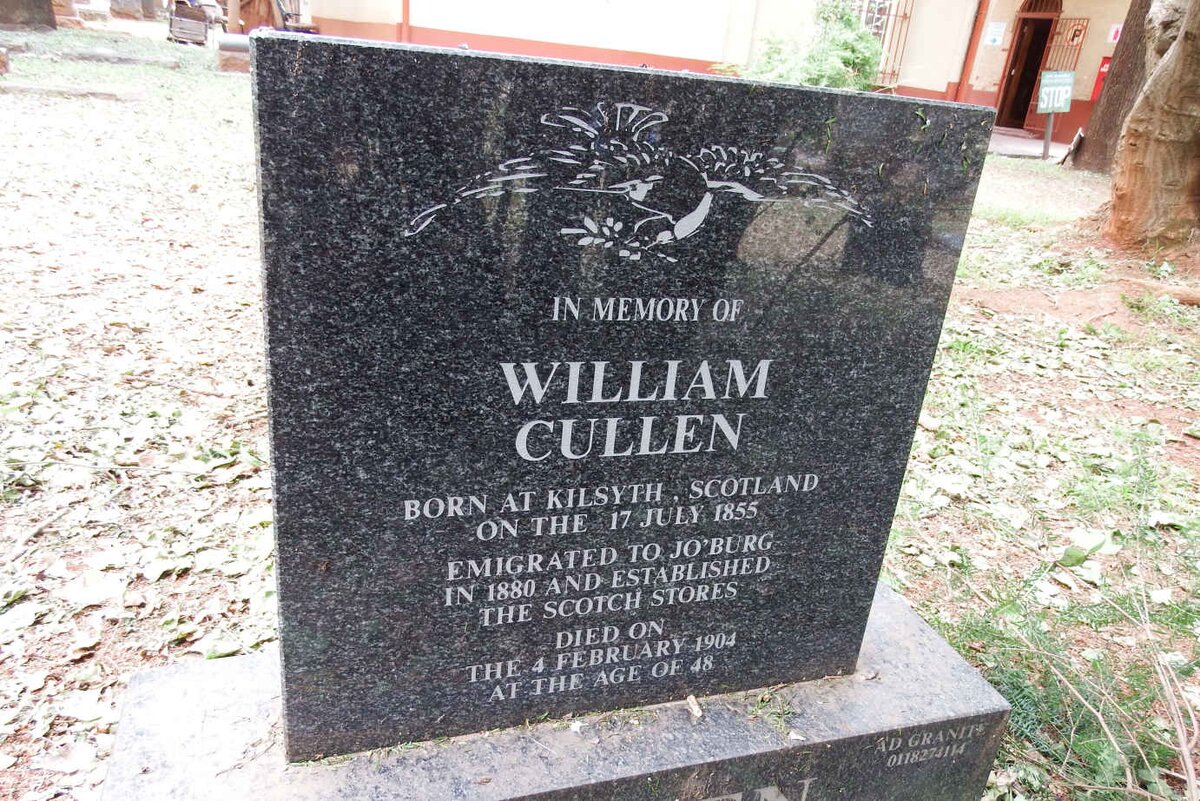 IN MEMORY OF
WILLIAM
CULLEN
BORN AT KILSYTH , SCOTLAND
ON THE 17 JULY 1855
EMIGRATED TO JO'BURG
IN 1880 AND ESTABLISHED
THE SCOTCH STORES
DIED ON
THE 4 FEBRUARY 1904
AT THE AGE OF 48
AD GRANITE
0118274114
STOP